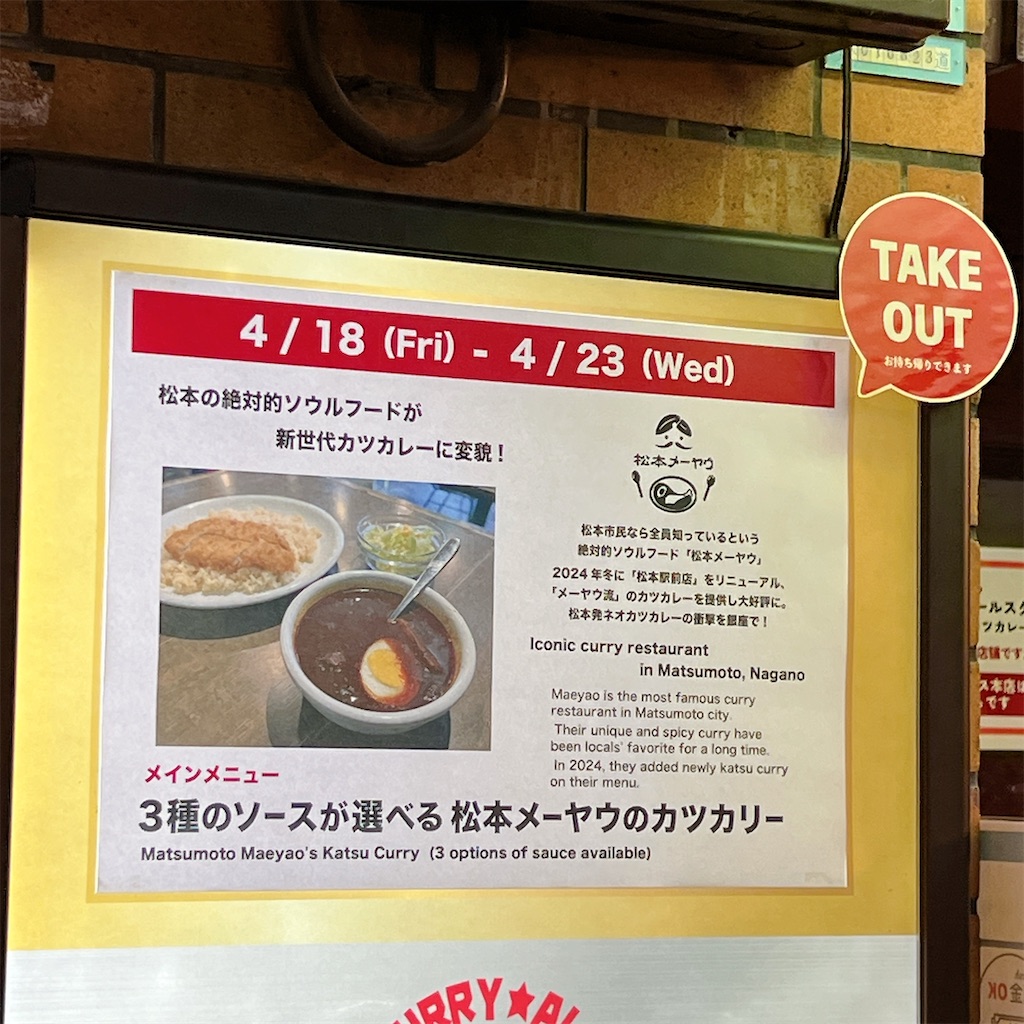 TAKE
OUT
お持ち帰りできます
4 / 18 (Fri) - 4 / 23 (Wed)
松本の絶対的ソウルフードが
新世代カツカレーに変貌！
松本メーヤウ
松本市民なら全員知っているという
絶対的ソウルフード「松本メーヤウ」
2024年冬に「松本駅前店」をリニューアル、
「メーヤウ流」のカツカレーを提供し大好評に。
松本発ネオカツカレーの衝撃を銀座で！
Iconic curry restaurant
in Matsumoto, Nagano
Maeyao is the most famous curry
restaurant in Matsumoto city.
Their unique and spicy curry have
been locals' favorite for a long time.
In 2024, they added newly katsu curry
on their menu.
メインメニュー
３種のソースが選べる 松本メーヤウのカツカリー
Matsumoto Maeyao's Katsu Curry (3 options of sauce available)